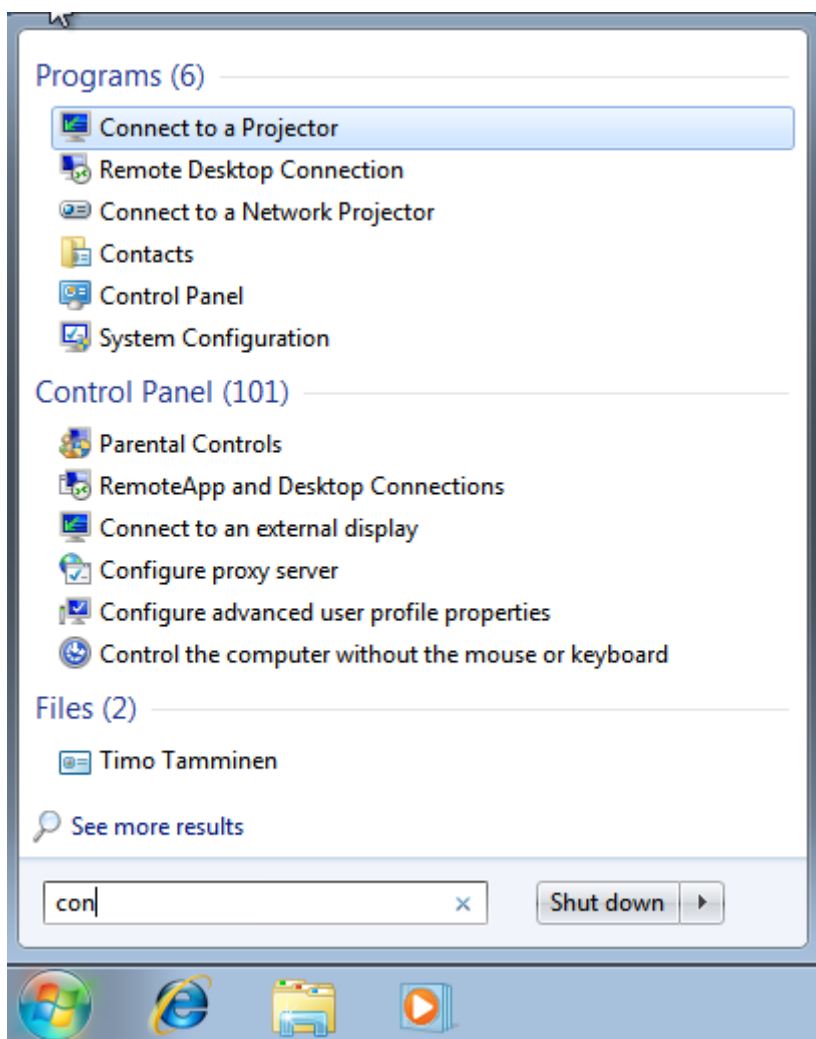 Programs (6)
Connect to a Projector
Remote Desktop Connection
Connect to a Network Projector
Contacts
Control Panel
System Configuration
Control Panel (101)
Parental Controls
RemoteApp and Desktop Connections
Connect to an external display
Configure proxy server
Configure advanced user profile properties
Control the computer without the mouse or keyboard
Files (2)
Timo Tamminen
See more results
con
Shut down